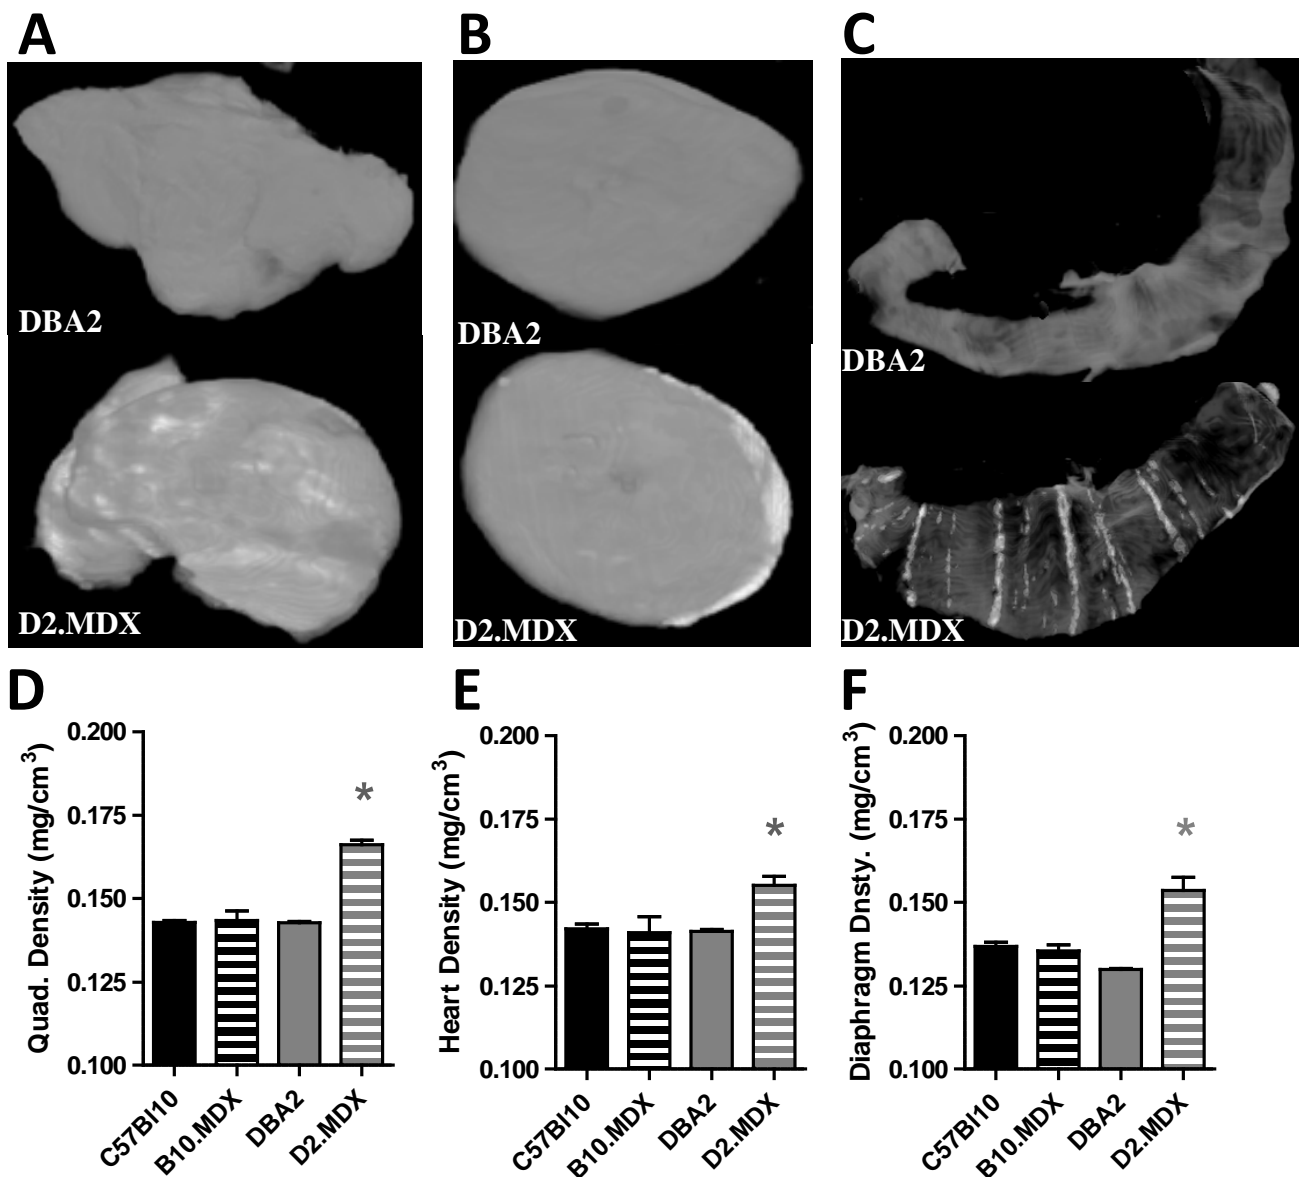 A
B
C
DBA2
DBA2
DBA2
D2.MDX
D2.MDX
D2.MDX
D
Quad. Density (mg/cm³)
0.200
0.175
0.150
0.125
0.100
*
C57Bl10
B10.MDX
DBA2
D2.MDX
E
Heart Density (mg/cm³)
0.200
0.175
0.150
0.125
0.100
*
C57Bl10
B10.MDX
DBA2
D2.MDX
F
Diaphragm Dnsty. (mg/cm³)
0.200
0.175
0.150
0.125
0.100
*
C57Bl10
B10.MDX
DBA2
D2.MDX